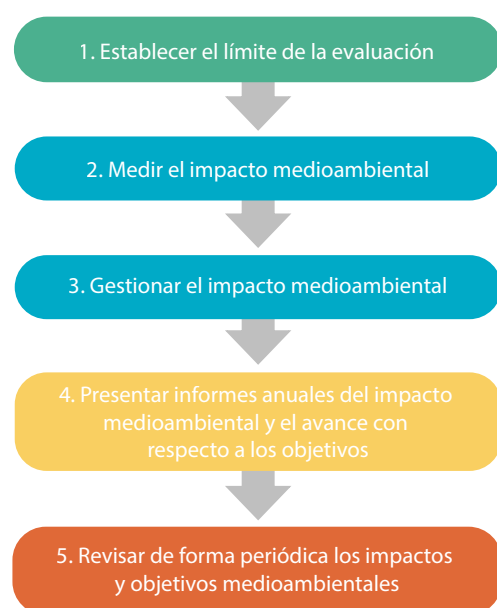 1. Establecer el límite de la evaluación
2. Medir el impacto medioambiental
3. Gestionar el impacto medioambiental
4. Presentar informes anuales del impacto
medioambiental y el avance con
respecto a los objetivos
5. Revisar de forma periódica los impactos
y objetivos medioambientales